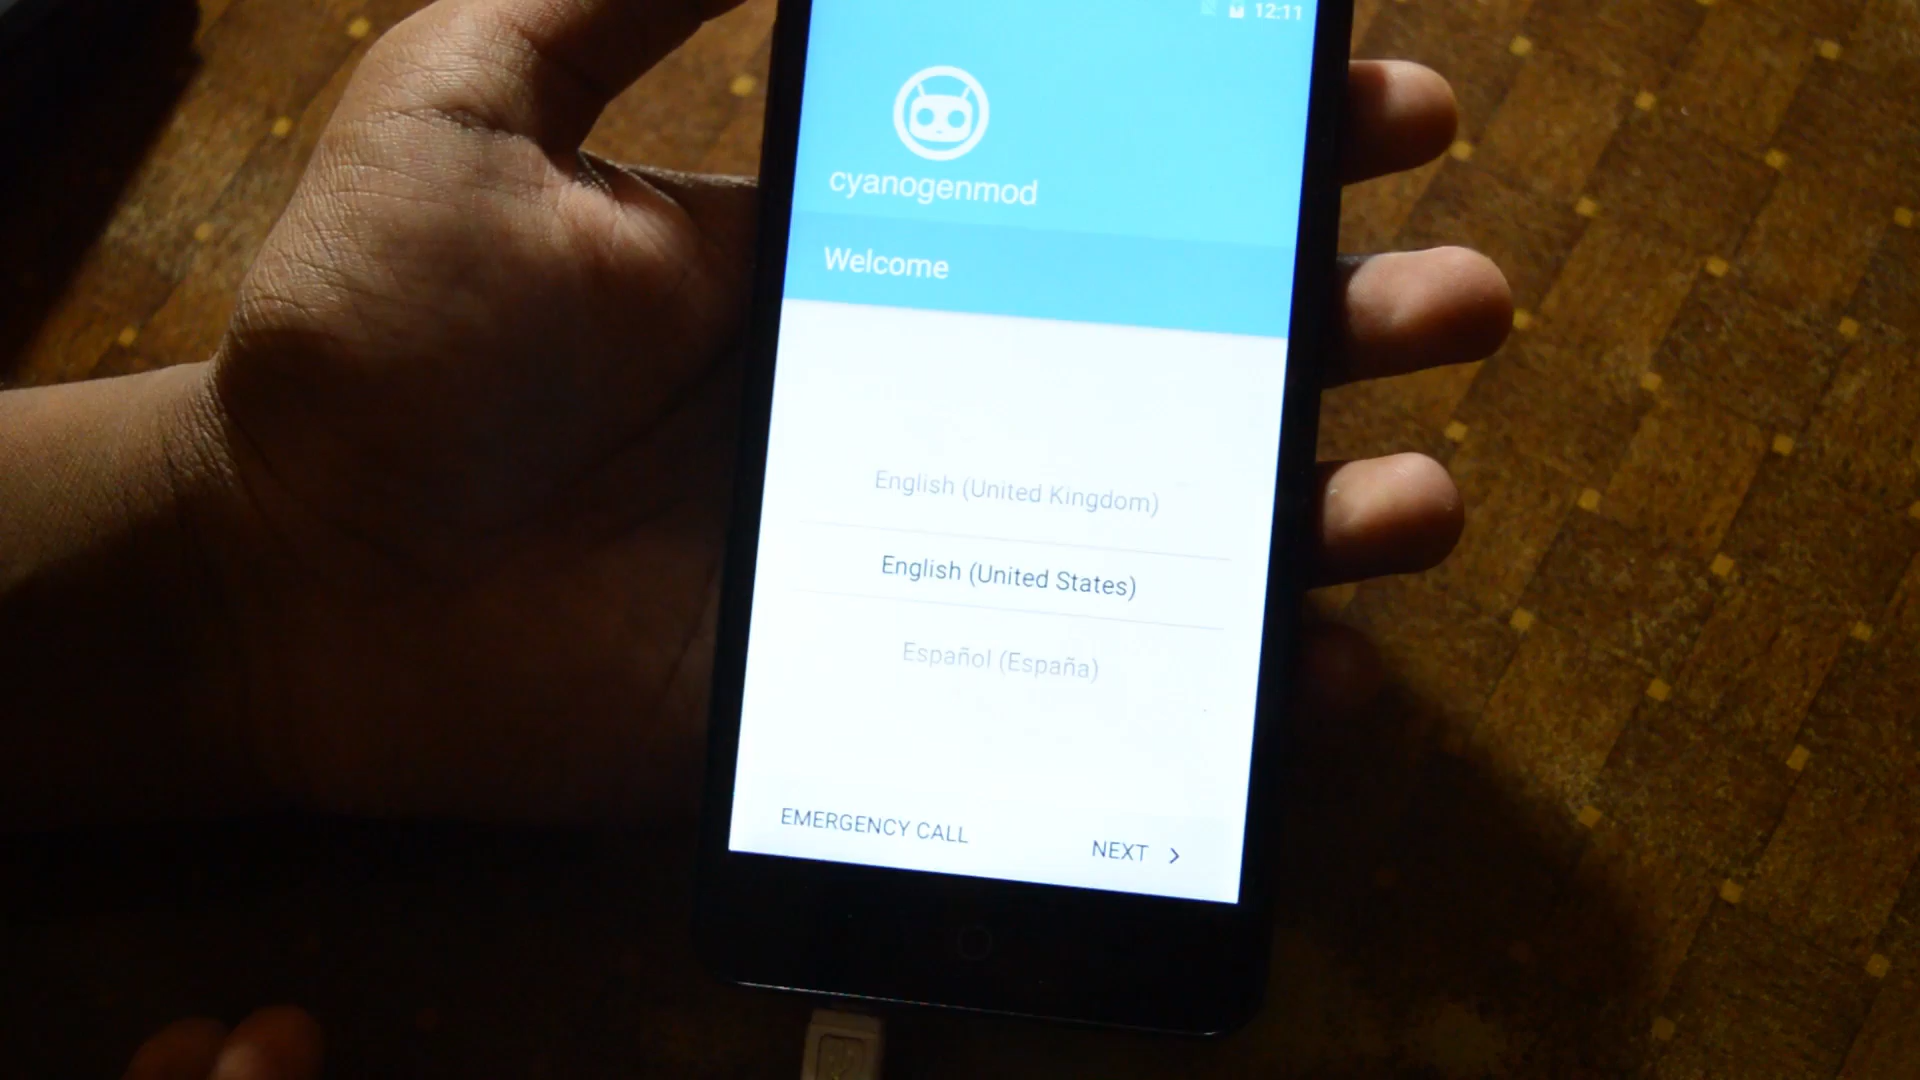 12:11
cyanogenmod
Welcome
English (United Kingdom)
English (United States)
Español (España)
EMERGENCY CALL
NEXT